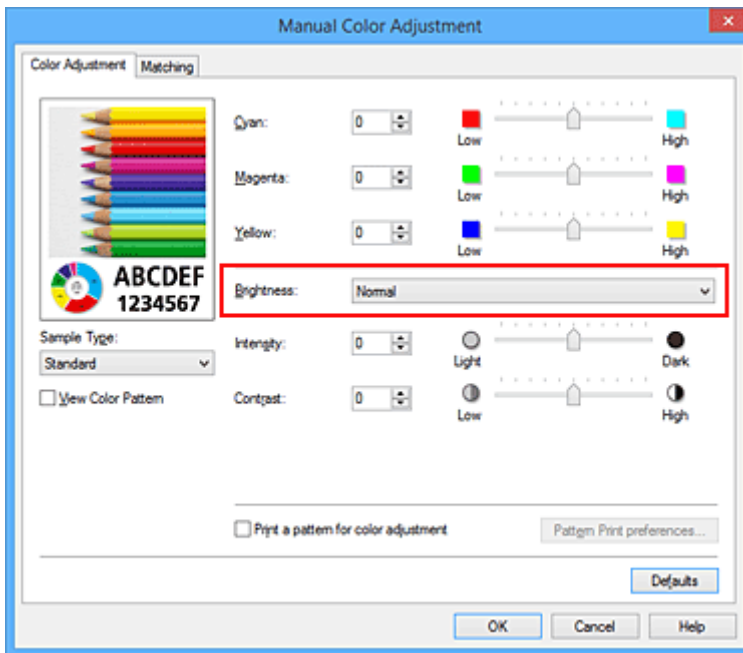 Manual Color Adjustment
Color Adjustment Matching
Cyan: 0 Low High
Magenta: 0 Low High
Yellow: 0 Low High
ABCDEF
1234567
Brightness: Normal
Sample Type:
Standard
View Color Pattern
Intensity: 0 Light Dark
Contrast: 0 Low High
Print a pattern for color adjustment Pattern Print preferences...
Defaults
OK Cancel Help